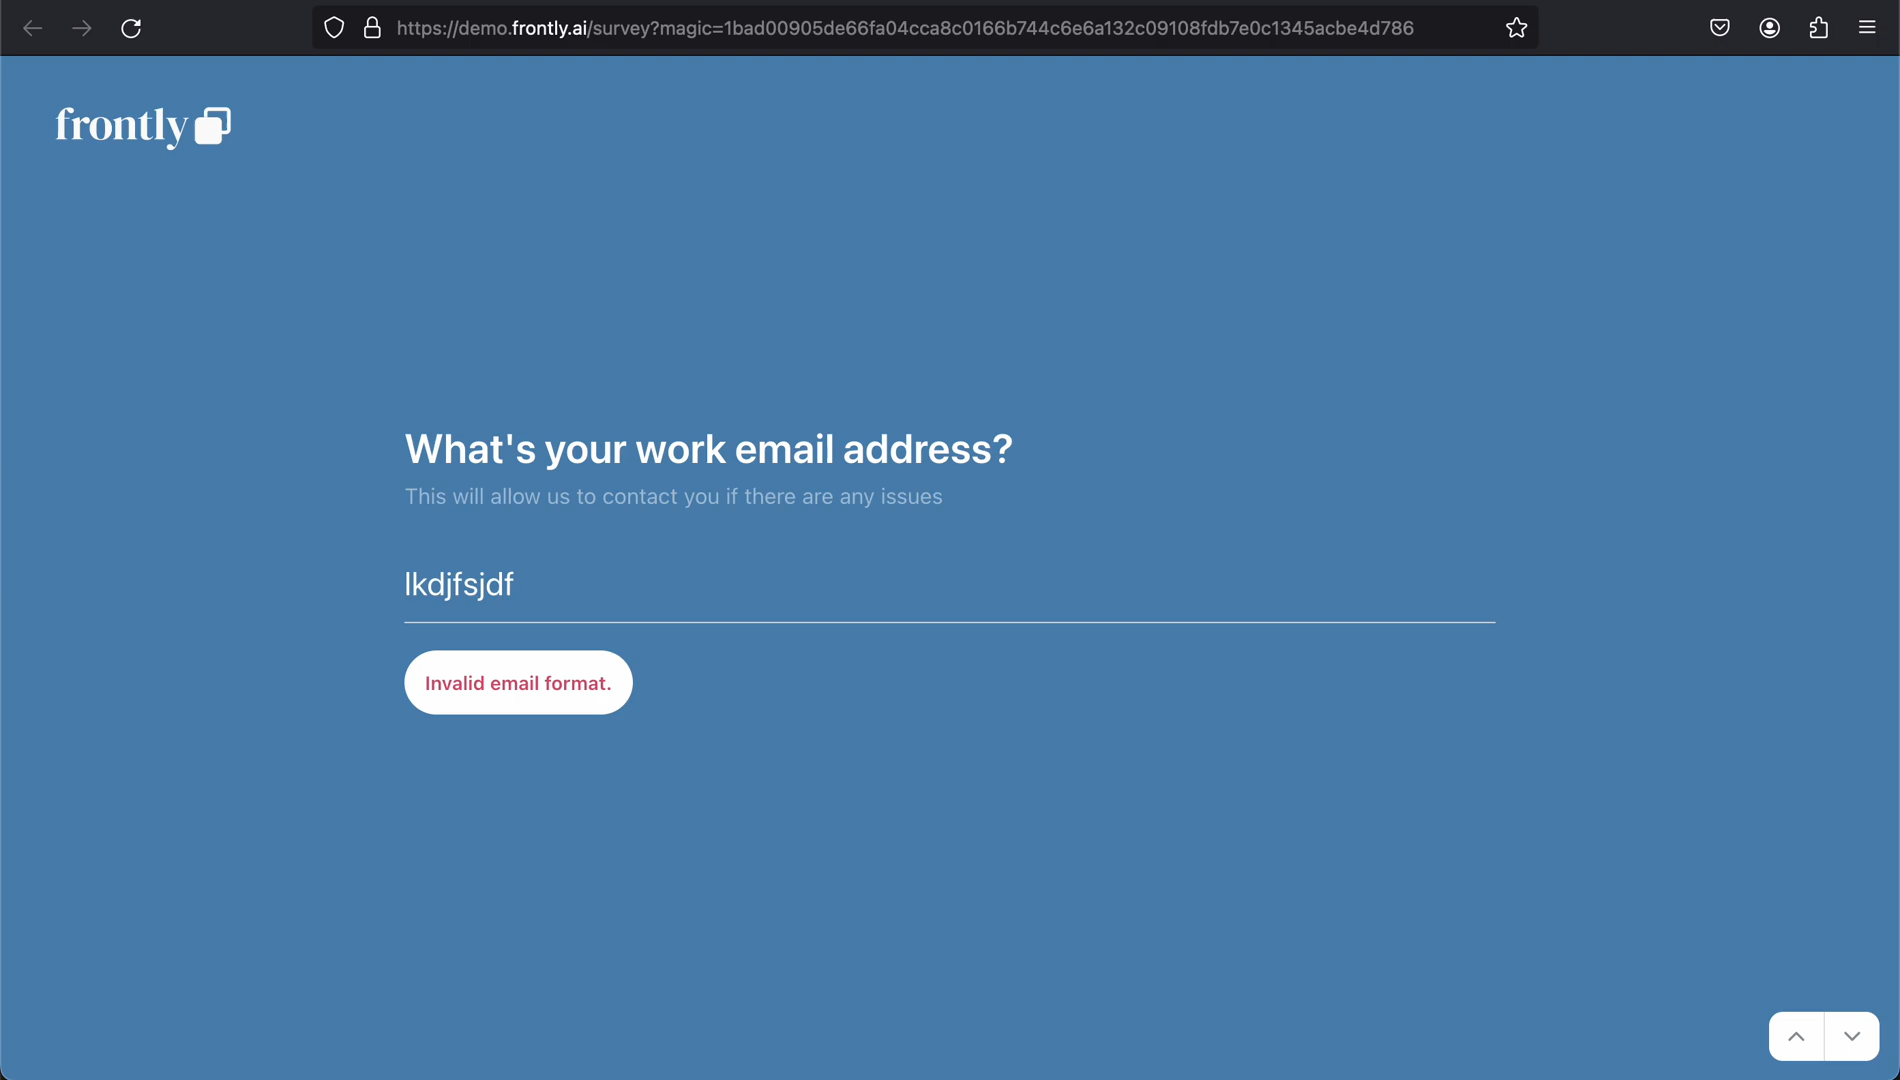 https://demo.frontly.ai/survey?magic=1bad00905de66fa04cca8c0166b744c6e6a132c09108fdb7e0c1345acbe4d786
frontly
What's your work email address?
This will allow us to contact you if there are any issues
lkdjfsjdf
Invalid email format.